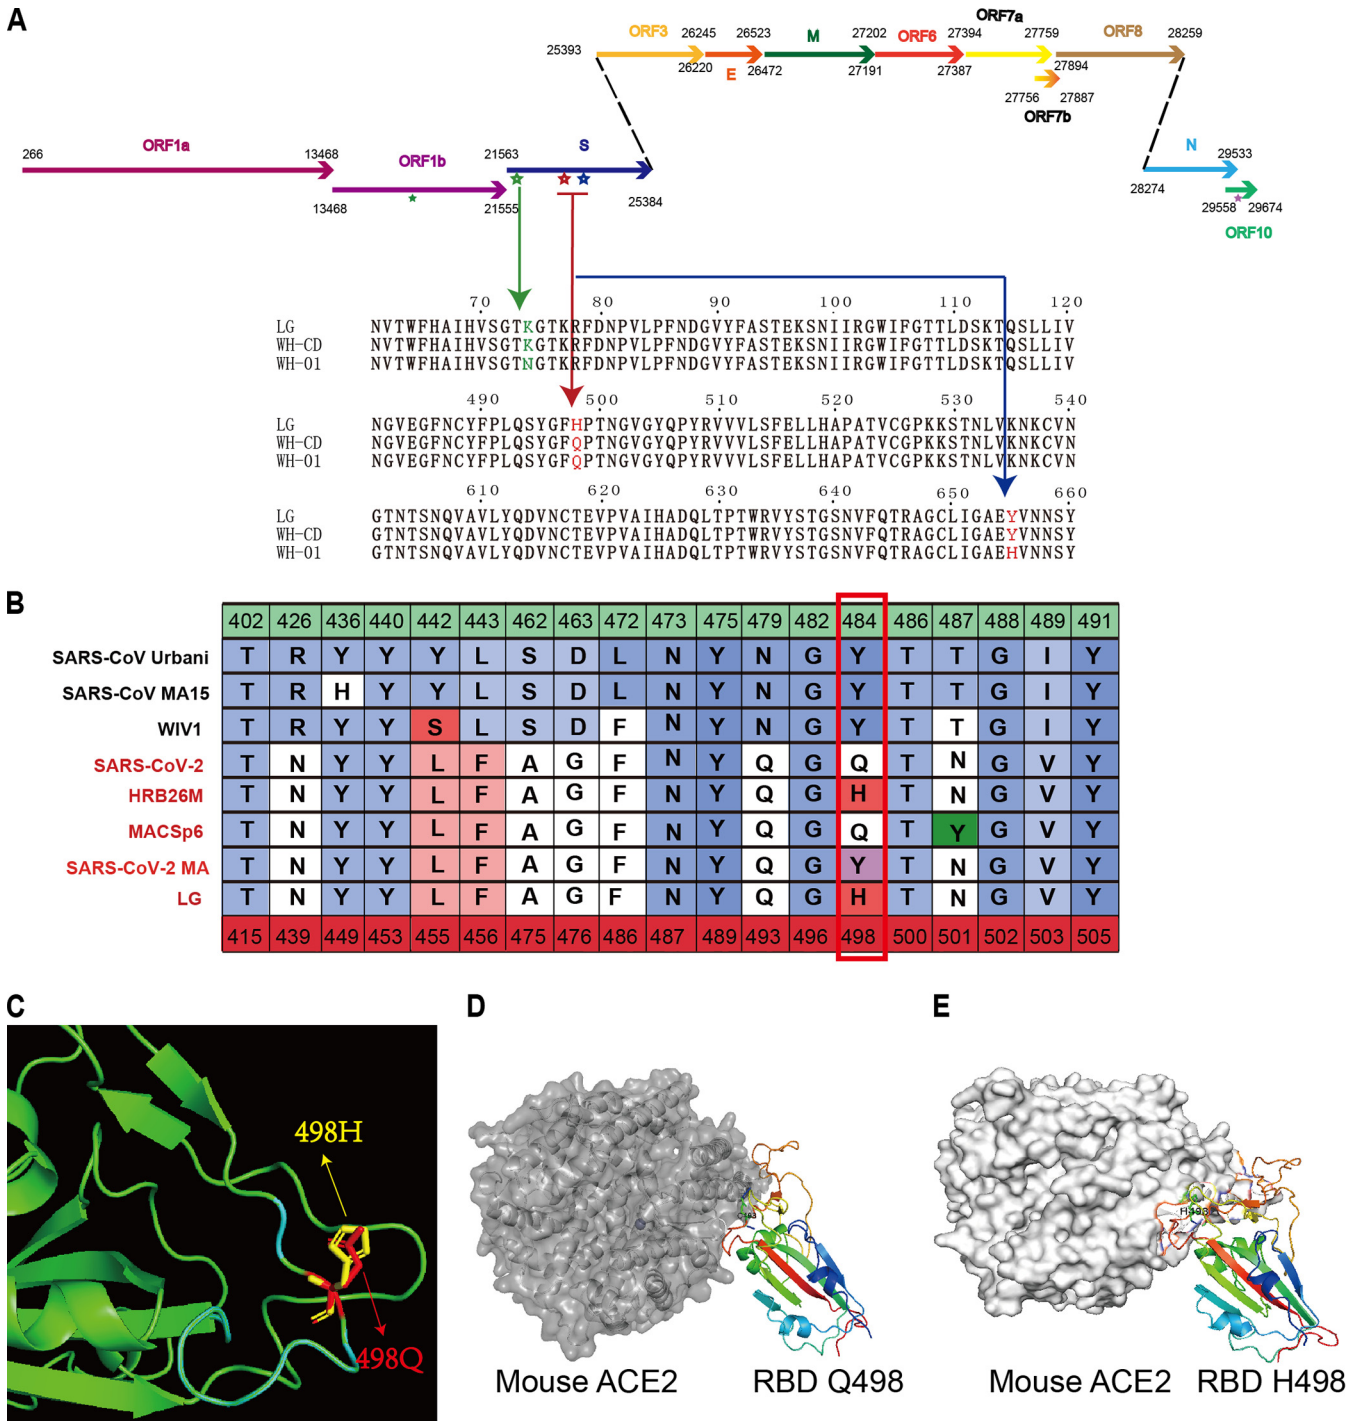 A
ORF7a
ORF3 26245 26523 M 27202 ORF6 27394 27759 ORF8 28259
25393
26220 E 26472 27191 27387 27894
27756 27887
ORF7b
266 ORF1a 13468 ORF1b 21563 S N 29533
13468 21555 25384 28274 29558 29674
ORF10
70 80 90 100 110 120
LG NVTWFHAIHVSGTKGTKRFDNPVLPFNDGVYFASTEKSNIIRGWIFGTTLDSKTQSLLIV
WH-CD NVTWFHAIHVSGTKGTKRFDNPVLPFNDGVYFASTEKSNIIRGWIFGTTLDSKTQSLLIV
WH-01 NVTWFHAIHVSGTNGTKRFDNPVLPFNDGVYFASTEKSNIIRGWIFGTTLDSKTQSLLIV
490 500 510 520 530 540
LG NGVEGFNCYFPLQSYGFHPTNGVGYQPYRVVVLSFELLHAPATVCGPKKSTNLVKNKCVN
WH-CD NGVEGFNCYFPLQSYGFQPTNGVGYQPYRVVVLSFELLHAPATVCGPKKSTNLVKNKCVN
WH-01 NGVEGFNCYFPLQSYGFQPTNGVGYQPYRVVVLSFELLHAPATVCGPKKSTNLVKNKCVN
610 620 630 640 650 660
LG GTNTSNQVAVLYQDVNCTEVPVAIHADQLTPTWRVYSTGSNVFQTRAGCLIGAEYVNNSY
WH-CD GTNTSNQVAVLYQDVNCTEVPVAIHADQLTPTWRVYSTGSNVFQTRAGCLIGAEYVNNSY
WH-01 GTNTSNQVAVLYQDVNCTEVPVAIHADQLTPTWRVYSTGSNVFQTRAGCLIGAEHVNNSY
B
402 426 436 440 442 443 462 463 472 473 475 479 482 484 486 487 488 489 491
SARS-CoV Urbani T R Y Y Y L S D L N Y N G Y T T G I Y
SARS-CoV MA15 T R H Y Y L S D L N Y N G Y T T G I Y
WIV1 T R Y Y S L S D F N Y N G Y T T G I Y
SARS-CoV-2 T N Y Y L F A G F N Y Q G Q T N G V Y
HRB26M T N Y Y L F A G F N Y Q G H T N G V Y
MACSp6 T N Y Y L F A G F N Y Q G Q T Y G V Y
SARS-CoV-2 MA T N Y Y L F A G F N Y Q G Y T N G V Y
LG T N Y Y L F A G F N Y Q G H T N G V Y
415 439 449 453 455 456 475 476 486 487 489 493 496 498 500 501 502 503 505
C
498H
498Q
D
Mouse ACE2 RBD Q498
E
H493
Mouse ACE2 RBD H498